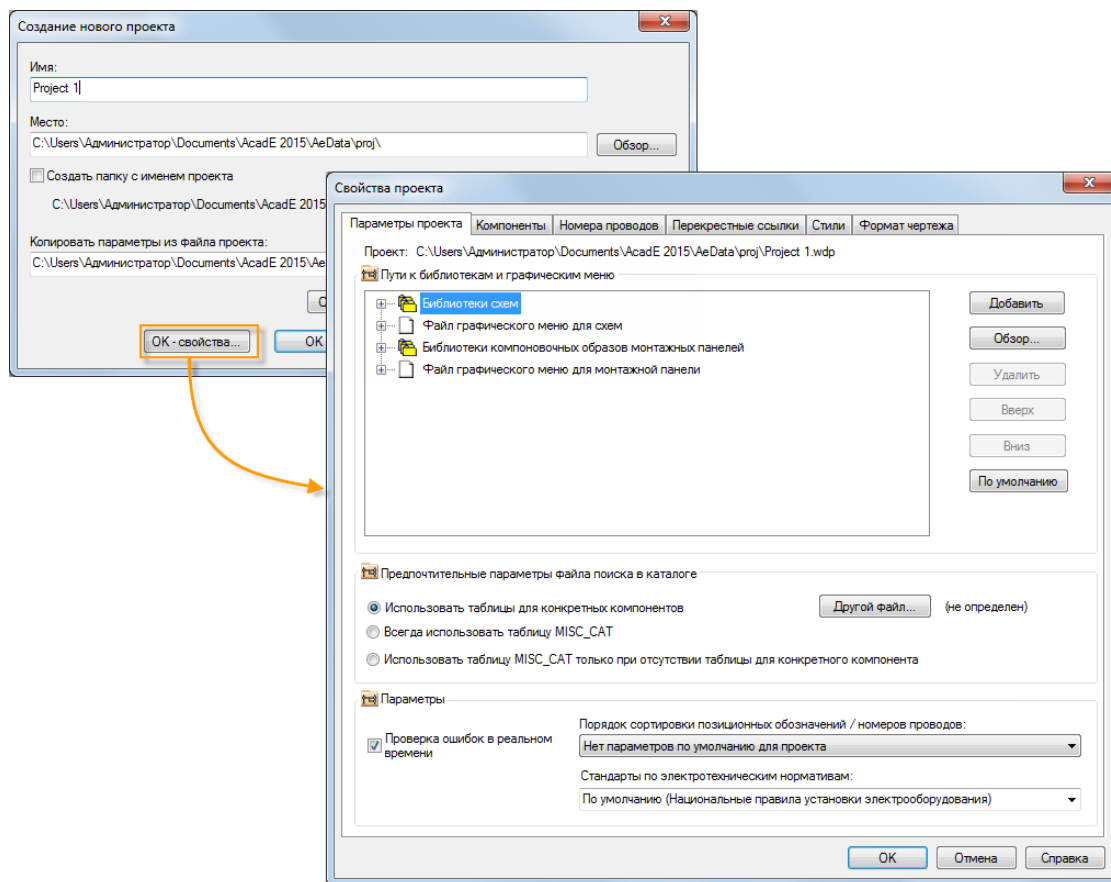 Создание нового проекта
Имя:
Project 1
Место:
C:\Users\Администратор\Documents\AcadE 2015\AeData\proj\
Обзор...
Создать папку с именем проекта
C:\Users\Администратор\Documents\AcadE 2015
Копировать параметры из файла проекта:
C:\Users\Администратор\Documents\AcadE 2015\Ae
ОК - свойства...
ОК
Свойства проекта
Параметры проекта
Компоненты
Номера проводов
Перекрестные ссылки
Стили
Формат чертежа
Проект: C:\Users\Администратор\Documents\AcadE 2015\AeData\proj\Project 1.wdp
Пути к библиотекам и графическим меню
Библиотеки схем
Файл графического меню для схем
Библиотеки компоновочных образов монтажных панелей
Файл графического меню для монтажной панели
Добавить
Обзор...
Удалить
Вверх
Вниз
По умолчанию
Предпочтительные параметры файла поиска в каталоге
Использовать таблицы для конкретных компонентов
Другой файл...
(не определен)
Всегда использовать таблицу MISC_CAT
Использовать таблицу MISC_CAT только при отсутствии таблицы для конкретного компонента
Параметры
Проверка ошибок в реальном
времени
Порядок сортировки позиционных обозначений / номеров проводов:
Нет параметров по умолчанию для проекта
Стандарты по электротехническим нормативам:
По умолчанию (Национальные правила установки электрооборудования)
ОК
Отмена
Справка